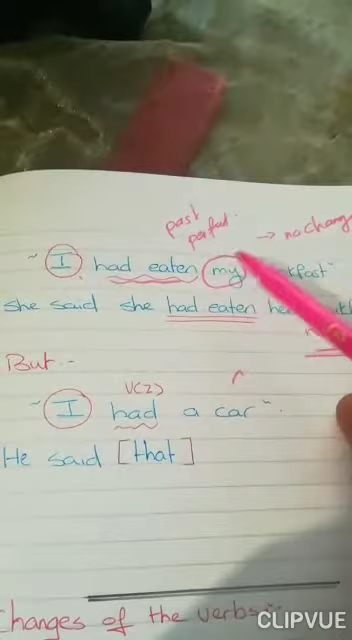 past
perfect → no chang
"I had eaten my kfast"
She said she had eaten he
But
V(2)
"I had a car".
He said [that]
Changes of the verbs
CLIPVUE